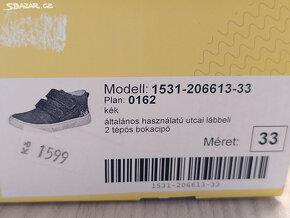 SBAZAR.CZ
Modell: 1531-206613-33
Plan: 0162
kék
általános használatú utcai lábbeli
2 tépős bokacipő
Méret: 33
Kčs 1599
1531-206613-33